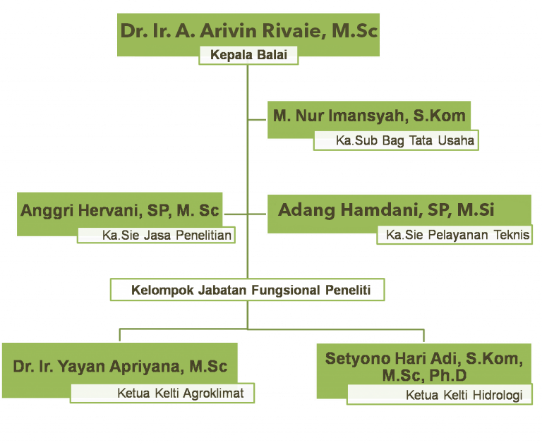 Dr. Ir. A. Arivin Rivaie, M.Sc
Kepala Balai
M. Nur Imansyah, S.Kom
Ka.Sub Bag Tata Usaha
Anggri Hervani, SP, M. Sc
Ka.Sie Jasa Penelitian
Adang Hamdani, SP, M.Si
Ka.Sie Pelayanan Teknis
Kelompok Jabatan Fungsional Peneliti
Dr. Ir. Yayan Apriyana, M.Sc
Ketua Kelti Agroklimat
Setyono Hari Adi, S.Kom,
M.Sc, Ph.D
Ketua Kelti Hidrologi